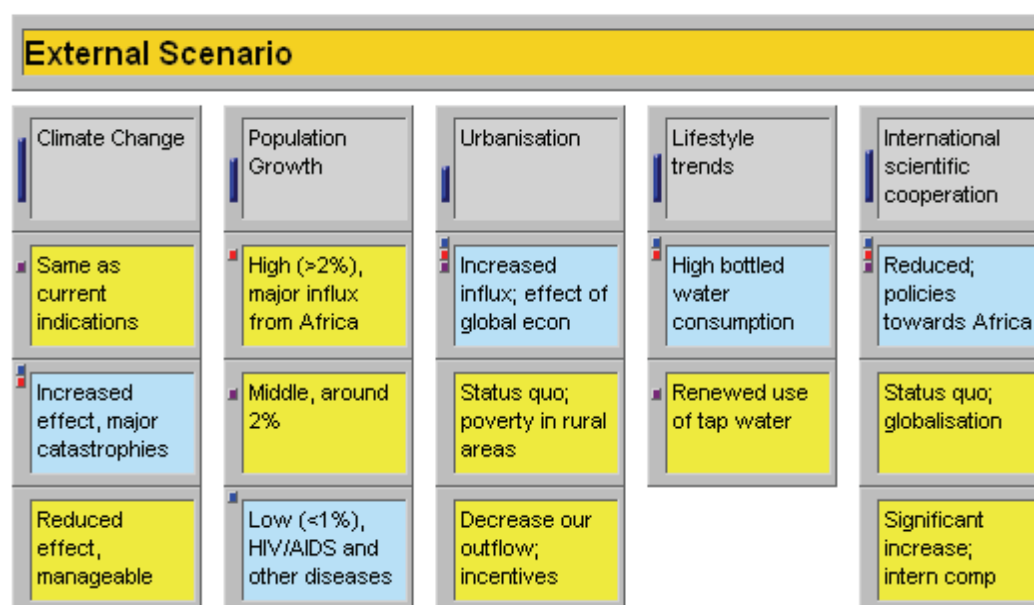 External Scenario
Climate Change
Population
Growth
Urbanisation
Lifestyle
trends
International
scientific
cooperation
Same as
current
indications
High (>2%),
major influx
from Africa
Increased
influx; effect of
global econ
High bottled
water
consumption
Reduced;
policies
towards Africa
Increased
effect, major
catastrophies
Middle, around
2%
Status quo;
poverty in rural
areas
Renewed use
of tap water
Status quo;
globalisation
Reduced
effect,
manageable
Low (<1%),
HIV/AIDS and
other diseases
Decrease our
outflow;
incentives
Significant
increase;
intern comp